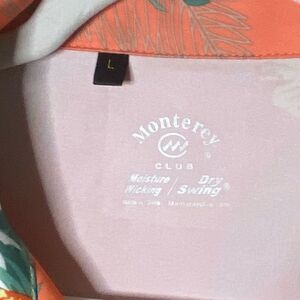 L
Monterey
CLUB
Moisture / Dry
Wicking / Swing®